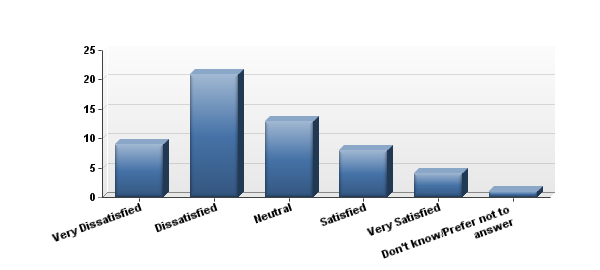 25
20
15
10
5
0
Very Dissatisfied
Dissatisfied
Neutral
Satisfied
Very Satisfied
Don't know/Prefer not to
answer